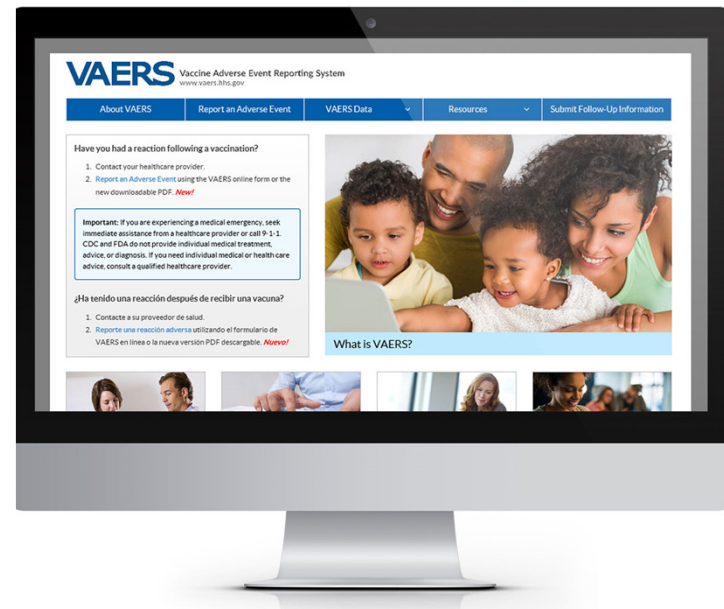 VAERS Vaccine Adverse Event Reporting System
www.vaers.hhs.gov
About VAERS Report an Adverse Event VAERS Data Resources Submit Follow-Up Information
Have you had a reaction following a vaccination?
1. Contact your healthcare provider.
2. Report an Adverse Event using the VAERS online form or the
new downloadable PDF. New!
Important: If you are experiencing a medical emergency, seek
immediate assistance from a healthcare provider or call 9-1-1.
CDC and FDA do not provide
individual medical treatment,
advice, or diagnosis. If you need
individual medical or health care
advice, consult a qualified healthcare provider.
¿Ha tenido una reacción después de recibir una vacuna?
1. Contacte a su proveedor de
salud.
2. Reporte una reacción adversa utilizando el formulario de
VAERS en línea o la nueva versión PDF descargable. Nuevo!
What is VAERS?